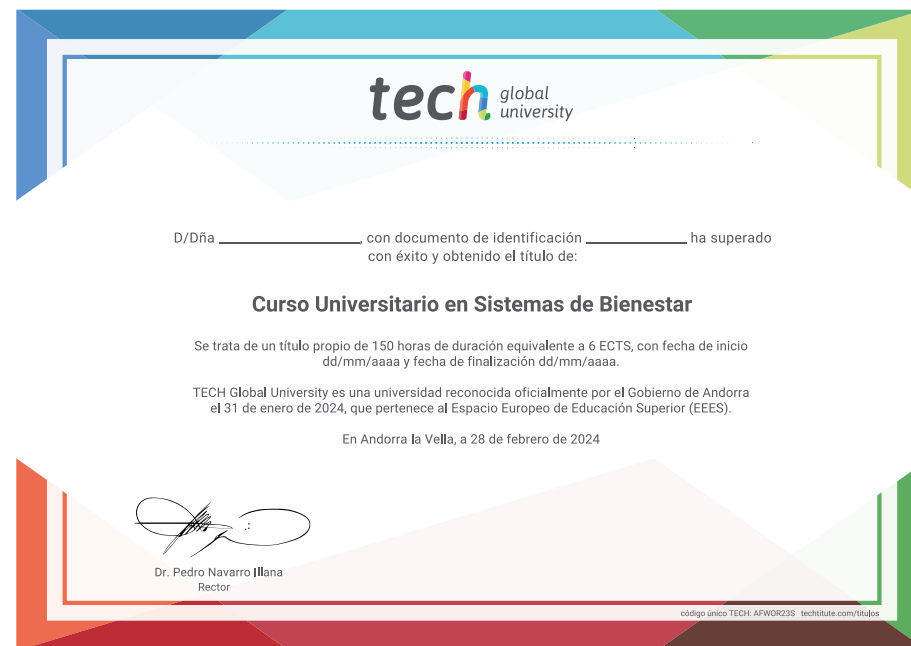 tech global university
D/Dña ________________, con documento de identificación ____________ ha superado
con éxito y obtenido el título de:
Curso Universitario en Sistemas de Bienestar
Se trata de un título propio de 150 horas de duración equivalente a 6 ECTS, con fecha de inicio
dd/mm/aaaa y fecha de finalización dd/mm/aaaa.
TECH Global University es una universidad reconocida oficialmente por el Gobierno de Andorra
el 31 de enero de 2024, que pertenece al Espacio Europeo de Educación Superior (EEES).
En Andorra la Vella, a 28 de febrero de 2024
Dr. Pedro Navarro Illana
Rector
código único TECH: AFWOR23S techtitute.com/titulos